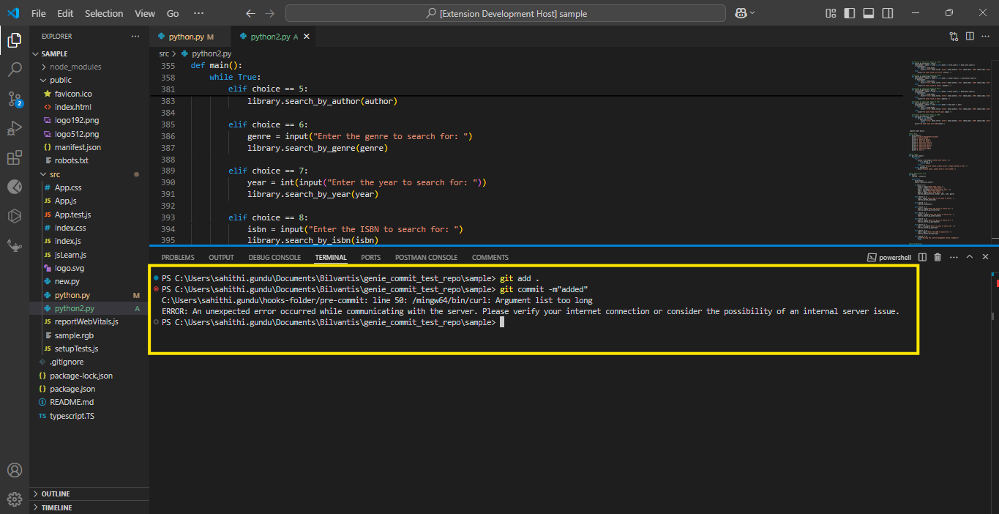 File Edit Selection View Go ···
[Extension Development Host] sample
EXPLORER ···
SAMPLE
node_modules
public
favicon.ico
index.html
logo192.png
logo512.png
manifest.json
robots.txt
src
App.css
App.js
App.test.js
index.css
index.js
jsLearn.js
logo.svg
new.py
python.py M
python2.py A
reportWebVitals.js
sample.rgb
setupTests.js
.gitignore
package-lock.json
package.json
README.md
typescript.TS
OUTLINE
TIMELINE
2
python.py M
python2.py A
src > python2.py
355 def main():
358 while True:
381 elif choice == 5:
383 library.search_by_author(author)
384
385 elif choice == 6:
386 genre = input("Enter the genre to search for: ")
387 library.search_by_genre(genre)
388
389 elif choice == 7:
390 year = int(input("Enter the year to search for: "))
391 library.search_by_year(year)
392
393 elif choice == 8:
394 isbn = input("Enter the ISBN to search for: ")
395 library.search_by_isbn(isbn)
PROBLEMS OUTPUT DEBUG CONSOLE TERMINAL PORTS POSTMAN CONSOLE COMMENTS
powershell
PS C:\Users\sahithi.gundu\Documents\Bilvantis\genie_commit_test_repo\sample> git add .
PS C:\Users\sahithi.gundu\Documents\Bilvantis\genie_commit_test_repo\sample> git commit -m"added"
C:\Users\sahithi.gundu\hooks-folder/pre-commit: line 50: /mingw64/bin/curl: Argument list too long
ERROR: An unexpected error occurred while communicating with the server. Please verify your internet connection or consider the possibility of an internal server issue.
PS C:\Users\sahithi.gundu\Documents\Bilvantis\genie_commit_test_repo\sample>